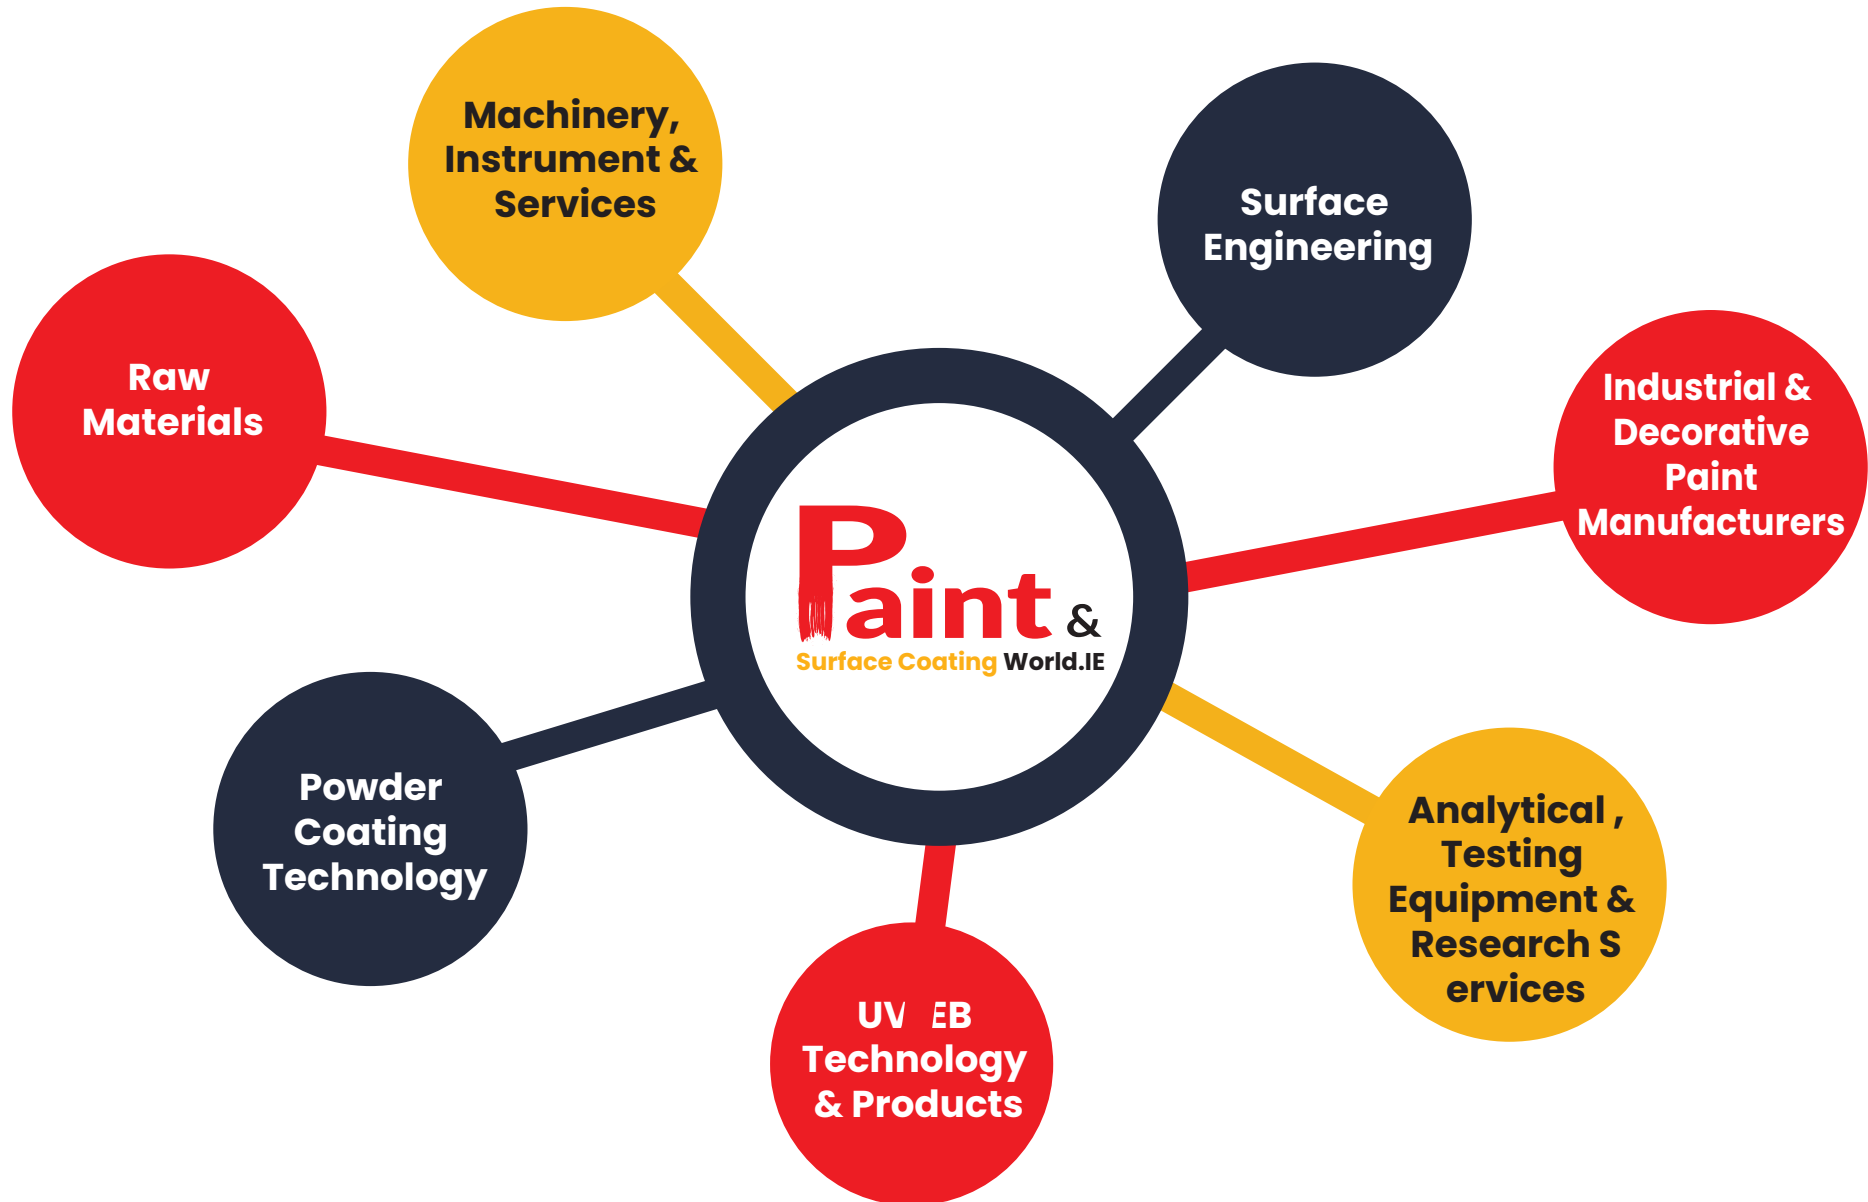 Machinery,
Instrument &
Services
Surface
Engineering
Raw
Materials
Industrial &
Decorative
Paint
Manufacturers
Paint &
Surface Coating World.IE
Powder
Coating
Technology
Analytical ,
Testing
Equipment &
Research S
ervices
UV EB
Technology
& Products